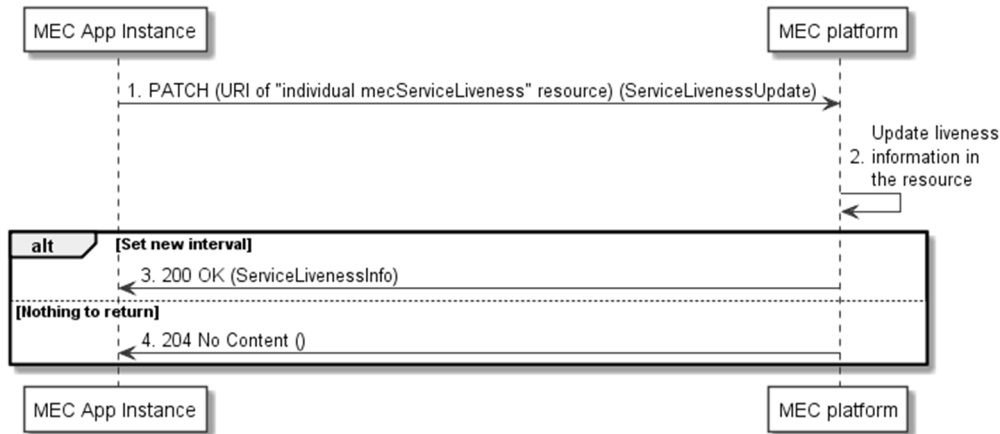 MEC App Instance
MEC platform
1. PATCH (URI of "individual mecServiceLiveness" resource) (ServiceLivenessUpdate)
Update liveness
2. information in
the resource
alt
[Set new interval]
3. 200 OK (ServiceLivenessInfo)
[Nothing to return]
4. 204 No Content ()
MEC App Instance
MEC platform